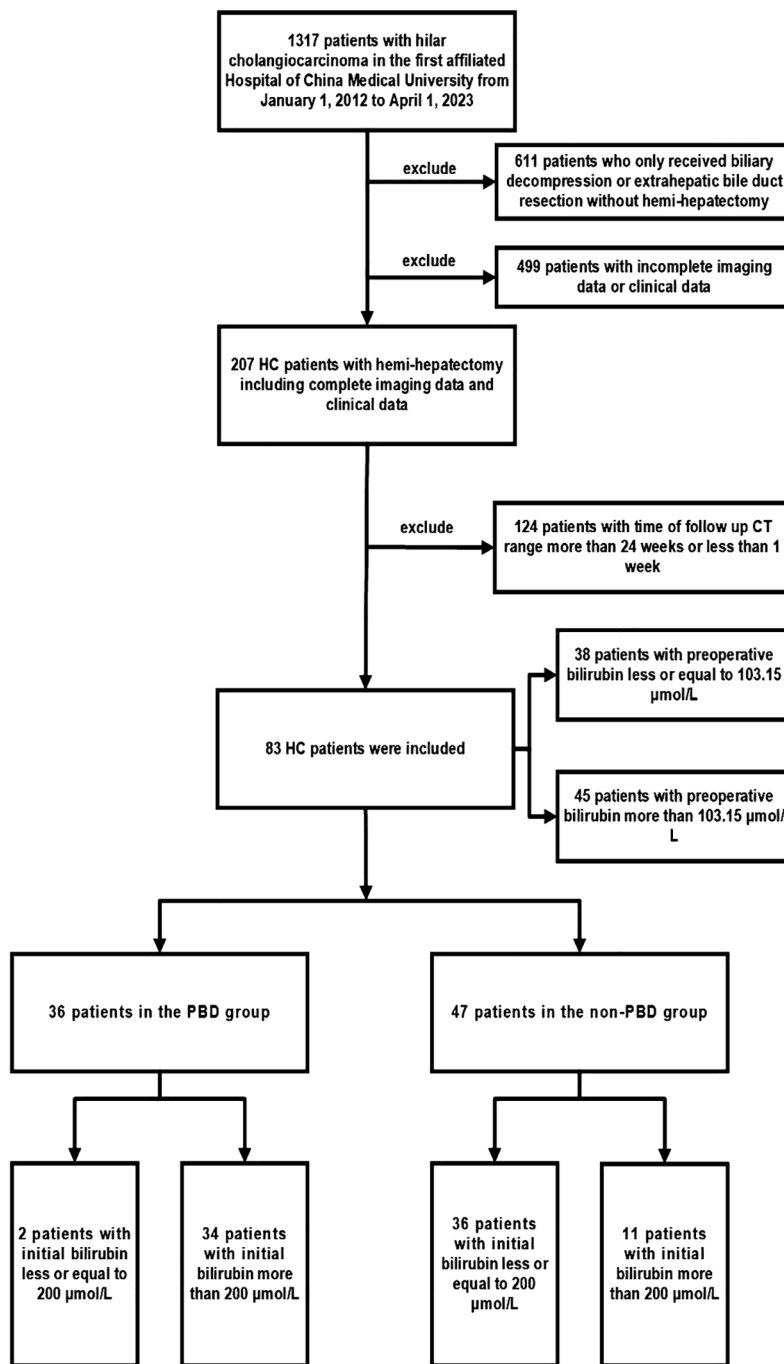 1317 patients with hilar
cholangiocarcinoma in the first affiliated
Hospital of China Medical University from
January 1, 2012 to April 1, 2023
exclude
611 patients who only received biliary
decompression or extrahepatic bile duct
resection without hemi-hepatectomy
exclude
499 patients with incomplete imaging
data or clinical data
207 HC patients with hemi-hepatectomy
including complete imaging data and
clinical data
exclude
124 patients with time of follow up CT
range more than 24 weeks or less than 1
week
38 patients with preoperative
bilirubin less or equal to 103.15
µmol/L
83 HC patients were included
45 patients with preoperative
bilirubin more than 103.15 µmol/
L
36 patients in the PBD group
47 patients in the non-PBD group
2 patients with
initial bilirubin
less or equal to
200 µmol/L
34 patients
with initial
bilirubin more
than 200 µmol/L
36 patients
with initial
bilirubin less or
equal to 200
µmol/L
11 patients
with initial
bilirubin more
than 200 µmol/L